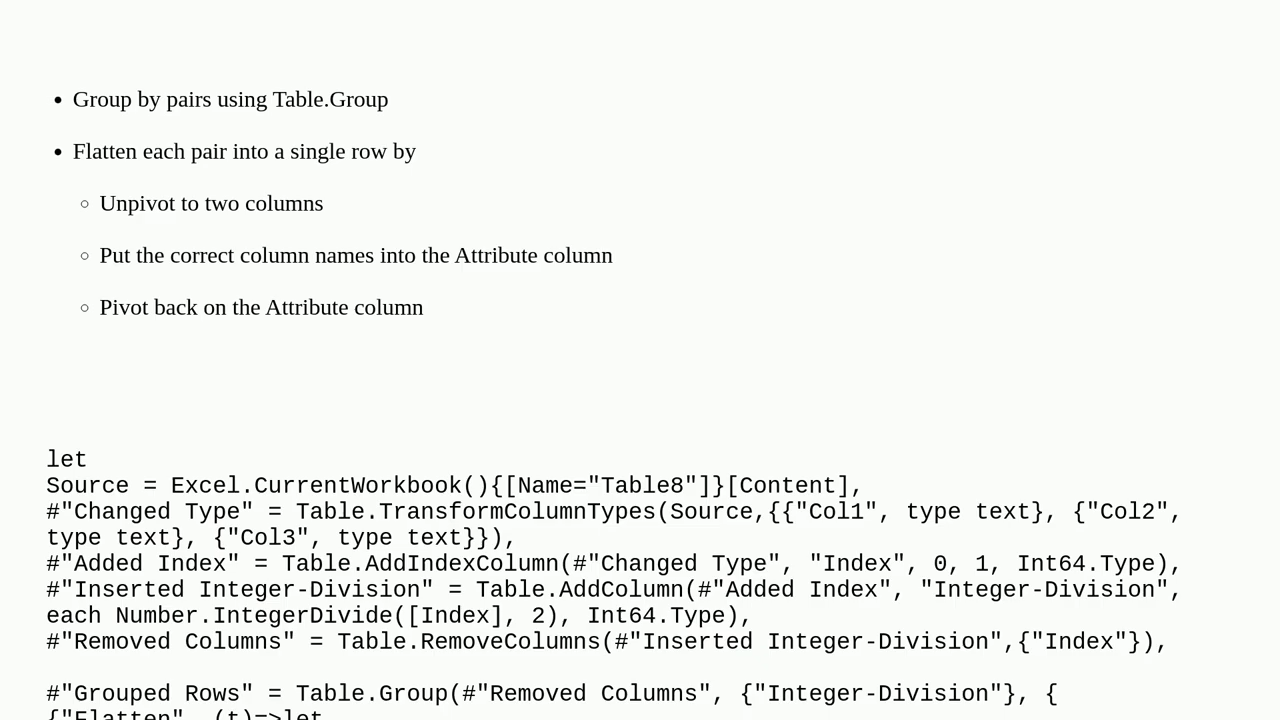 • Group by pairs using Table.Group
• Flatten each pair into a single row by
○ Unpivot to two columns
○ Put the correct column names into the Attribute column
○ Pivot back on the Attribute column
let
Source = Excel.CurrentWorkbook(){[Name="Table8"]}[Content],
#"Changed Type" = Table.TransformColumnTypes(Source,{{"Col1", type text}, {"Col2",
type text}, {"Col3", type text}}),
#"Added Index" = Table.AddIndexColumn(#"Changed Type", "Index", 0, 1, Int64.Type),
#"Inserted Integer-Division" = Table.AddColumn(#"Added Index", "Integer-Division",
each Number.IntegerDivide([Index], 2), Int64.Type),
#"Removed Columns" = Table.RemoveColumns(#"Inserted Integer-Division",{"Index"}),
#"Grouped Rows" = Table.Group(#"Removed Columns", {"Integer-Division"}, {
{"Flatten", (t)=>let